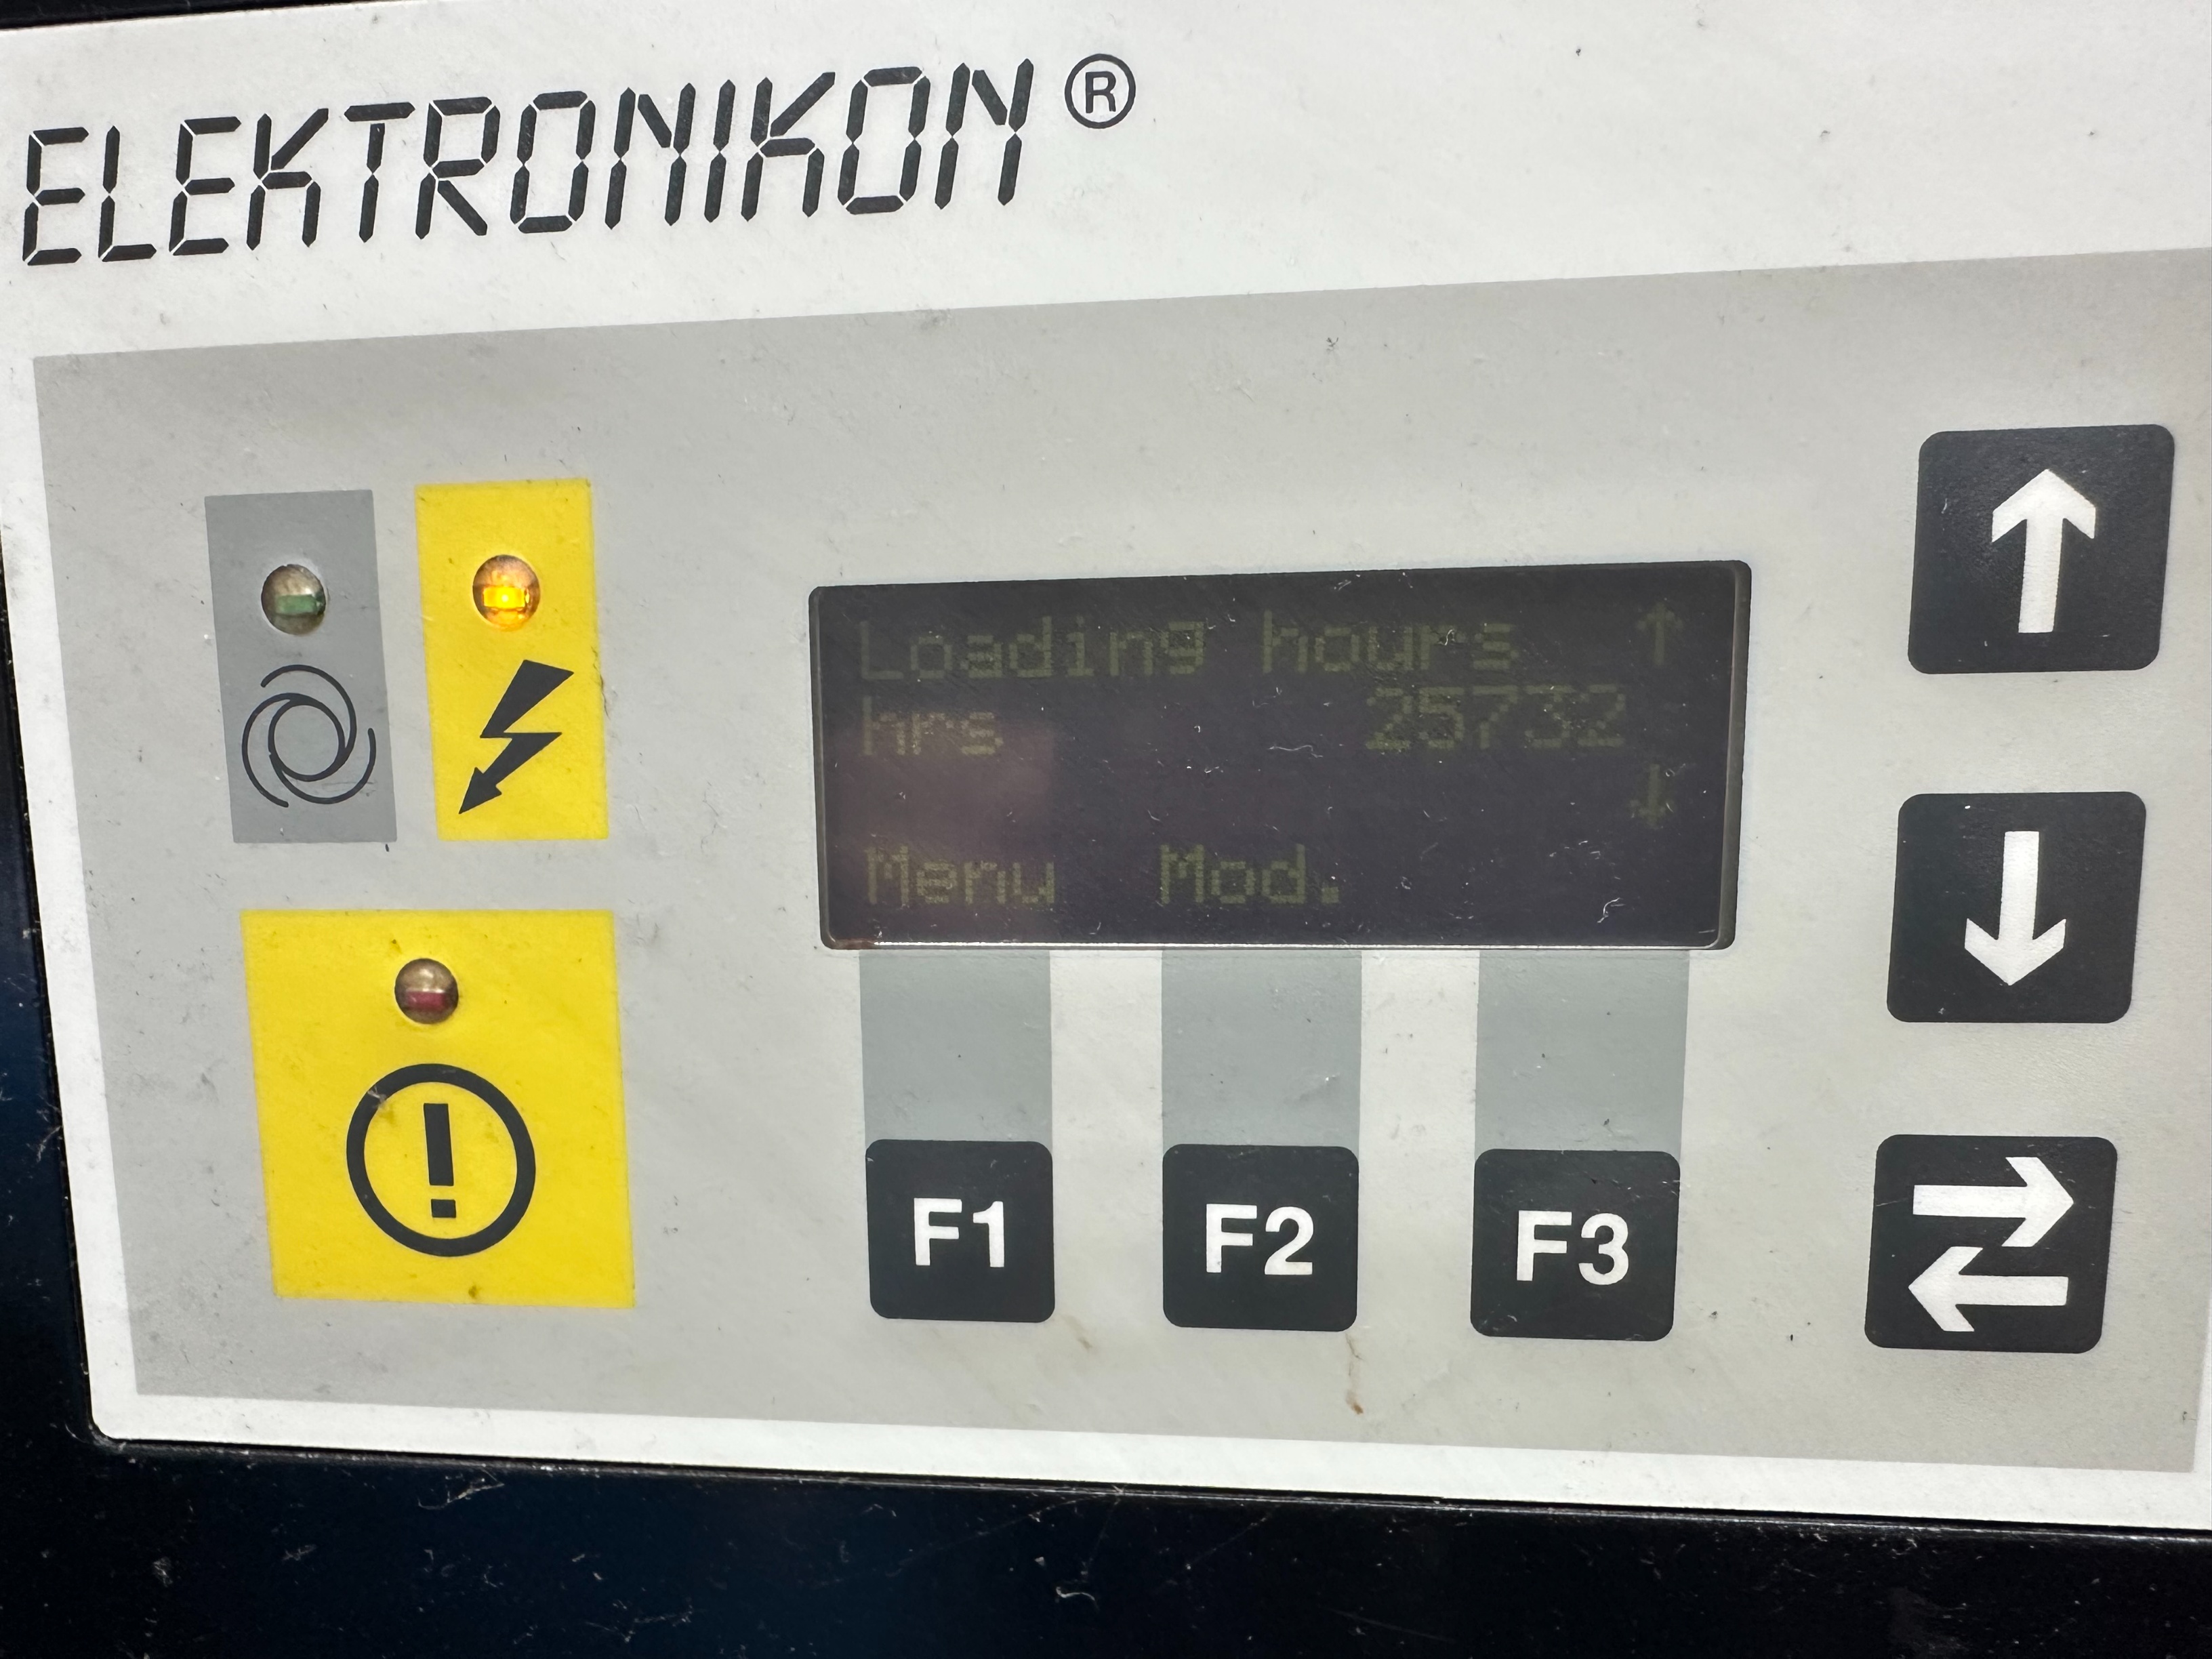 ELEKTRONIKON®
Loading hours ↑
hrs 25732
↓
Menu Mod.
F1 F2 F3